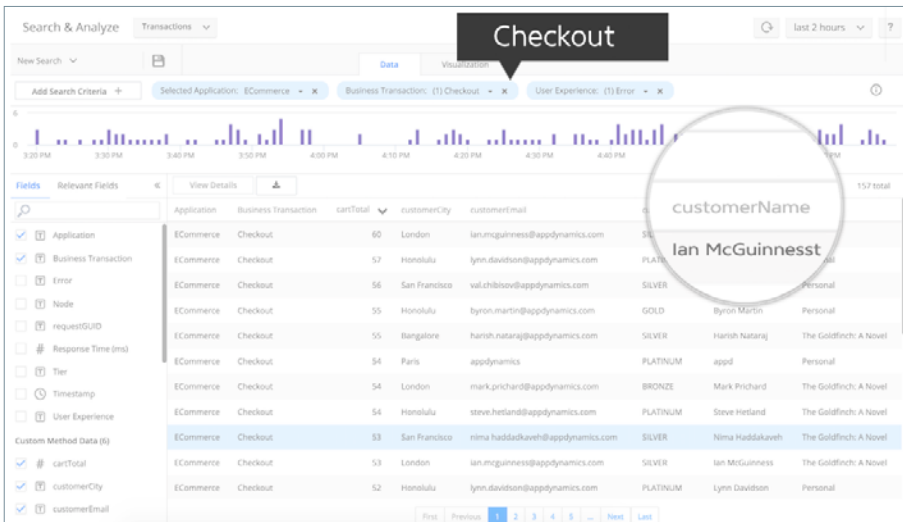 Search & Analyze Transactions last 2 hours ?
Checkout
New Search Data Visualization
Add Search Criteria + Selected Application: ECommerce x Business Transaction: (1) Checkout x User Experience: (1) Error x
6
0
3:20 PM 3:30 PM 3:40 PM 3:50 PM 4:00 PM 4:10 PM 4:20 PM 4:30 PM 4:40 PM PM
Fields Relevant Fields « View Details 157 total
Application Business Transaction cartTotal customerCity customerEmail customerName
Application ECommerce Checkout 60 London ian.mcguinness@appdynamics.com Ian McGuinnesst
Business Transaction ECommerce Checkout 57 Honolulu lynn.davidson@appdynamics.com
Error ECommerce Checkout 56 San Francisco val.chibisov@appdynamics.com SILVER Personal
Node ECommerce Checkout 55 Honolulu byron.martin@appdynamics.com GOLD Byron Martin Personal
requestGUID
# Response Time (ms) ECommerce Checkout 55 Bangalore harish.nataraj@appdynamics.com SILVER Harish Nataraj The Goldfinch: A Novel
Tier ECommerce Checkout 54 Paris appdynamics PLATINUM appd Personal
Timestamp ECommerce Checkout 54 London mark.prichard@appdynamics.com BRONZE Mark Prichard The Goldfinch: A Novel
User Experience ECommerce Checkout 54 Honolulu steve.hetland@appdynamics.com PLATINUM Steve Hetland The Goldfinch: A Novel
Custom Method Data (6) ECommerce Checkout 53 San Francisco nima haddadkaveh@appdynamics.com SILVER Nima Haddakaveh The Goldfinch: A Novel
# cartTotal ECommerce Checkout 53 London ian.mcguinness@appdynamics.com SILVER Ian McGuinness The Goldfinch: A Novel
customerCity ECommerce Checkout 52 Honolulu lynn.davidson@appdynamics.com PLATINUM Lynn Davidson Personal
customerEmail First Previous 1 2 3 4 5 ... Next Last